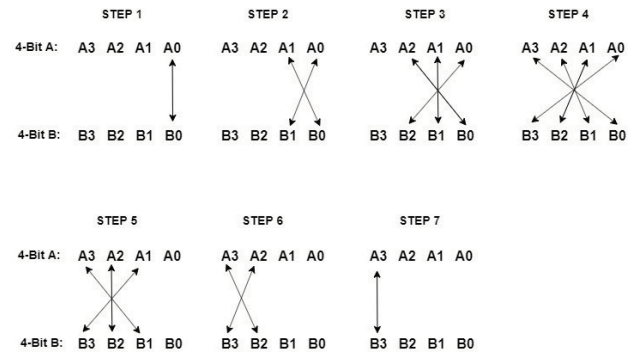 STEP 1 STEP 2 STEP 3 STEP 4
4-Bit A: A3 A2 A1 A0 A3 A2 A1 A0 A3 A2 A1 A0 A3 A2 A1 A0
4-Bit B: B3 B2 B1 B0 B3 B2 B1 B0 B3 B2 B1 B0 B3 B2 B1 B0
STEP 5 STEP 6 STEP 7
4-Bit A: A3 A2 A1 A0 A3 A2 A1 A0 A3 A2 A1 A0
4-Bit B: B3 B2 B1 B0 B3 B2 B1 B0 B3 B2 B1 B0